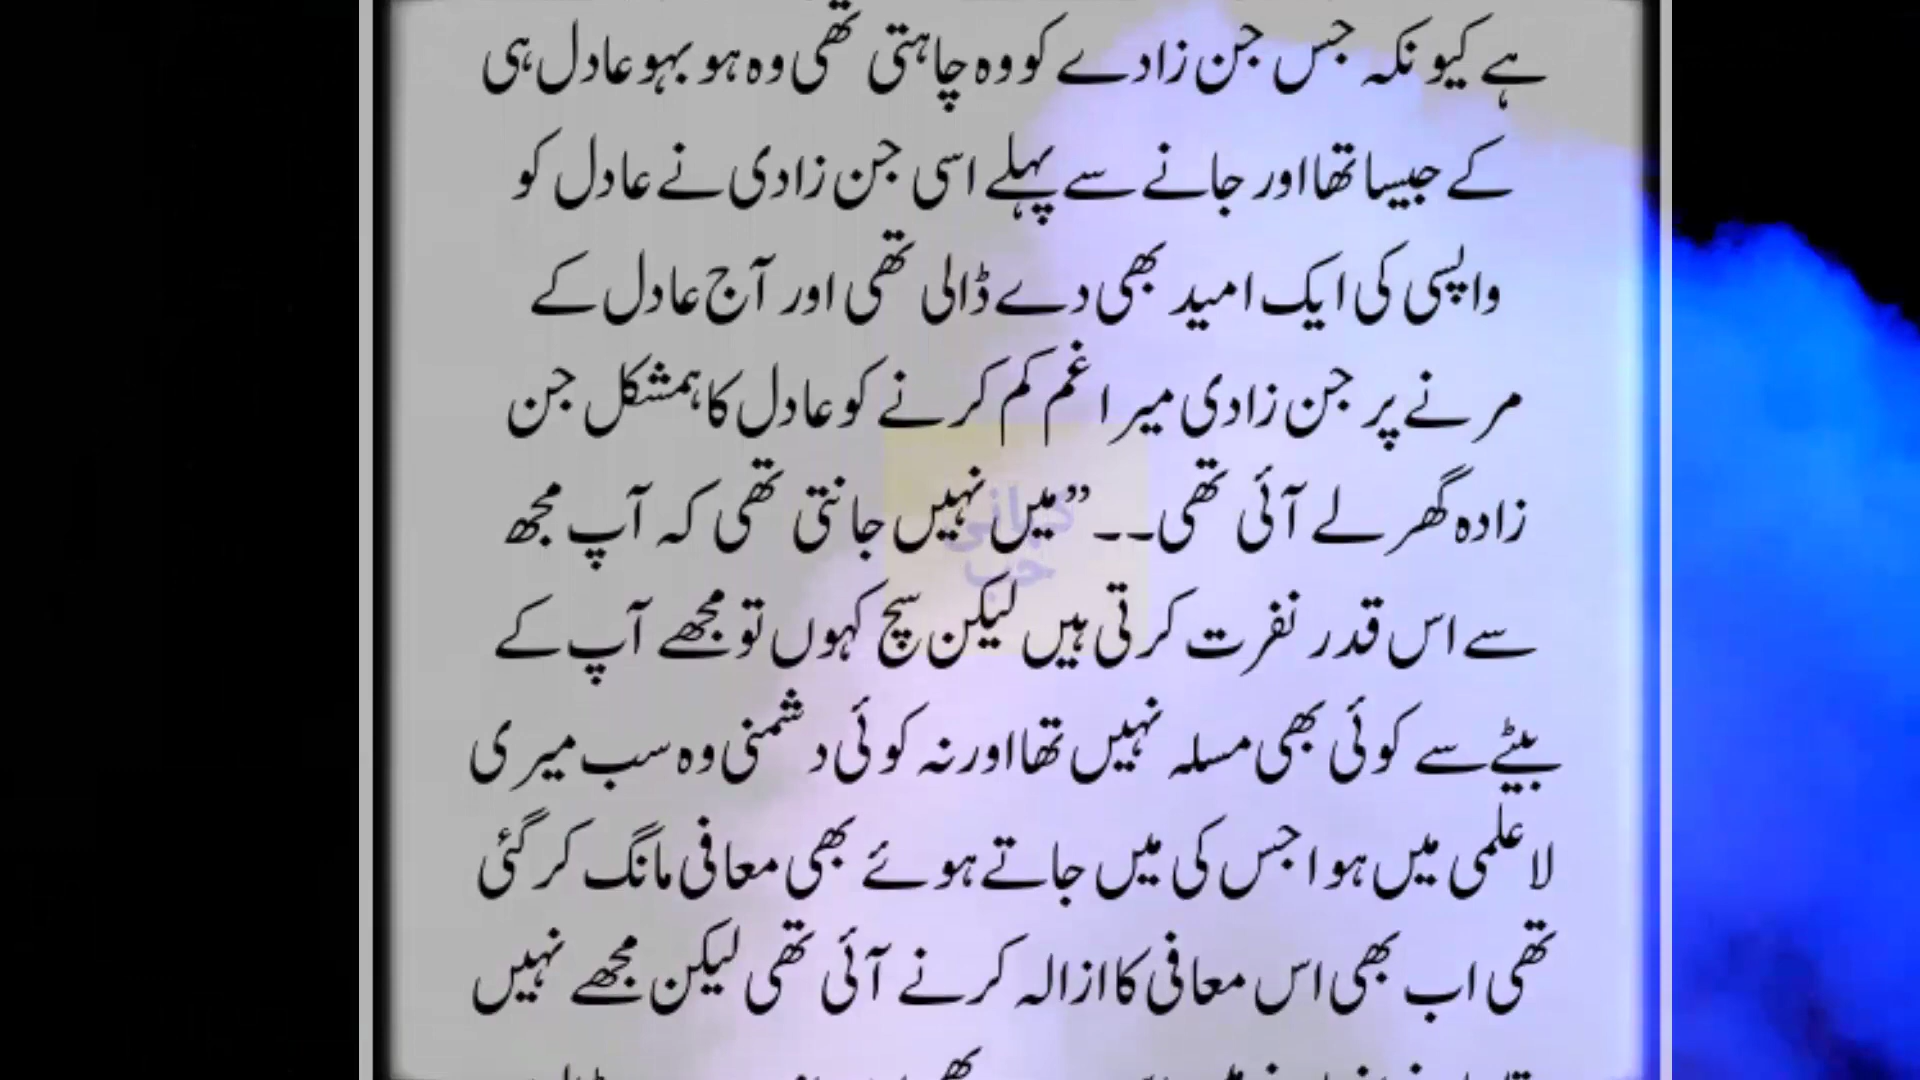 ہے کیونکہ جس جن زادے کو وہ چاہتی تھی وہ ہو بہو عادل ہی
کے جیسا تھا اور جانے سے پہلے اسی جن زادی نے عادل کو
واپسی کی ایک امید بھی دے ڈالی تھی اور آج عادل کے
مرنے پر جن زادی میرا غم کم کرنے کو عادل کا ہمشکل جن
زادہ گھر لے آئی تھی۔۔”میں نہیں جانتی تھی کہ آپ مجھ
سے اس قدر نفرت کرتی ہیں لیکن سچ کہوں تو مجھے آپ کے
بیٹے سے کوئی بھی مسلہ نہیں تھا اور نہ کوئی دشمنی وہ سب میری
لاعلمی میں ہوا جس کی میں جاتے ہوئے بھی معافی مانگ کر گئی
تھی اب بھی اس معافی کا ازالہ کرنے آئی تھی لیکن مجھے نہیں